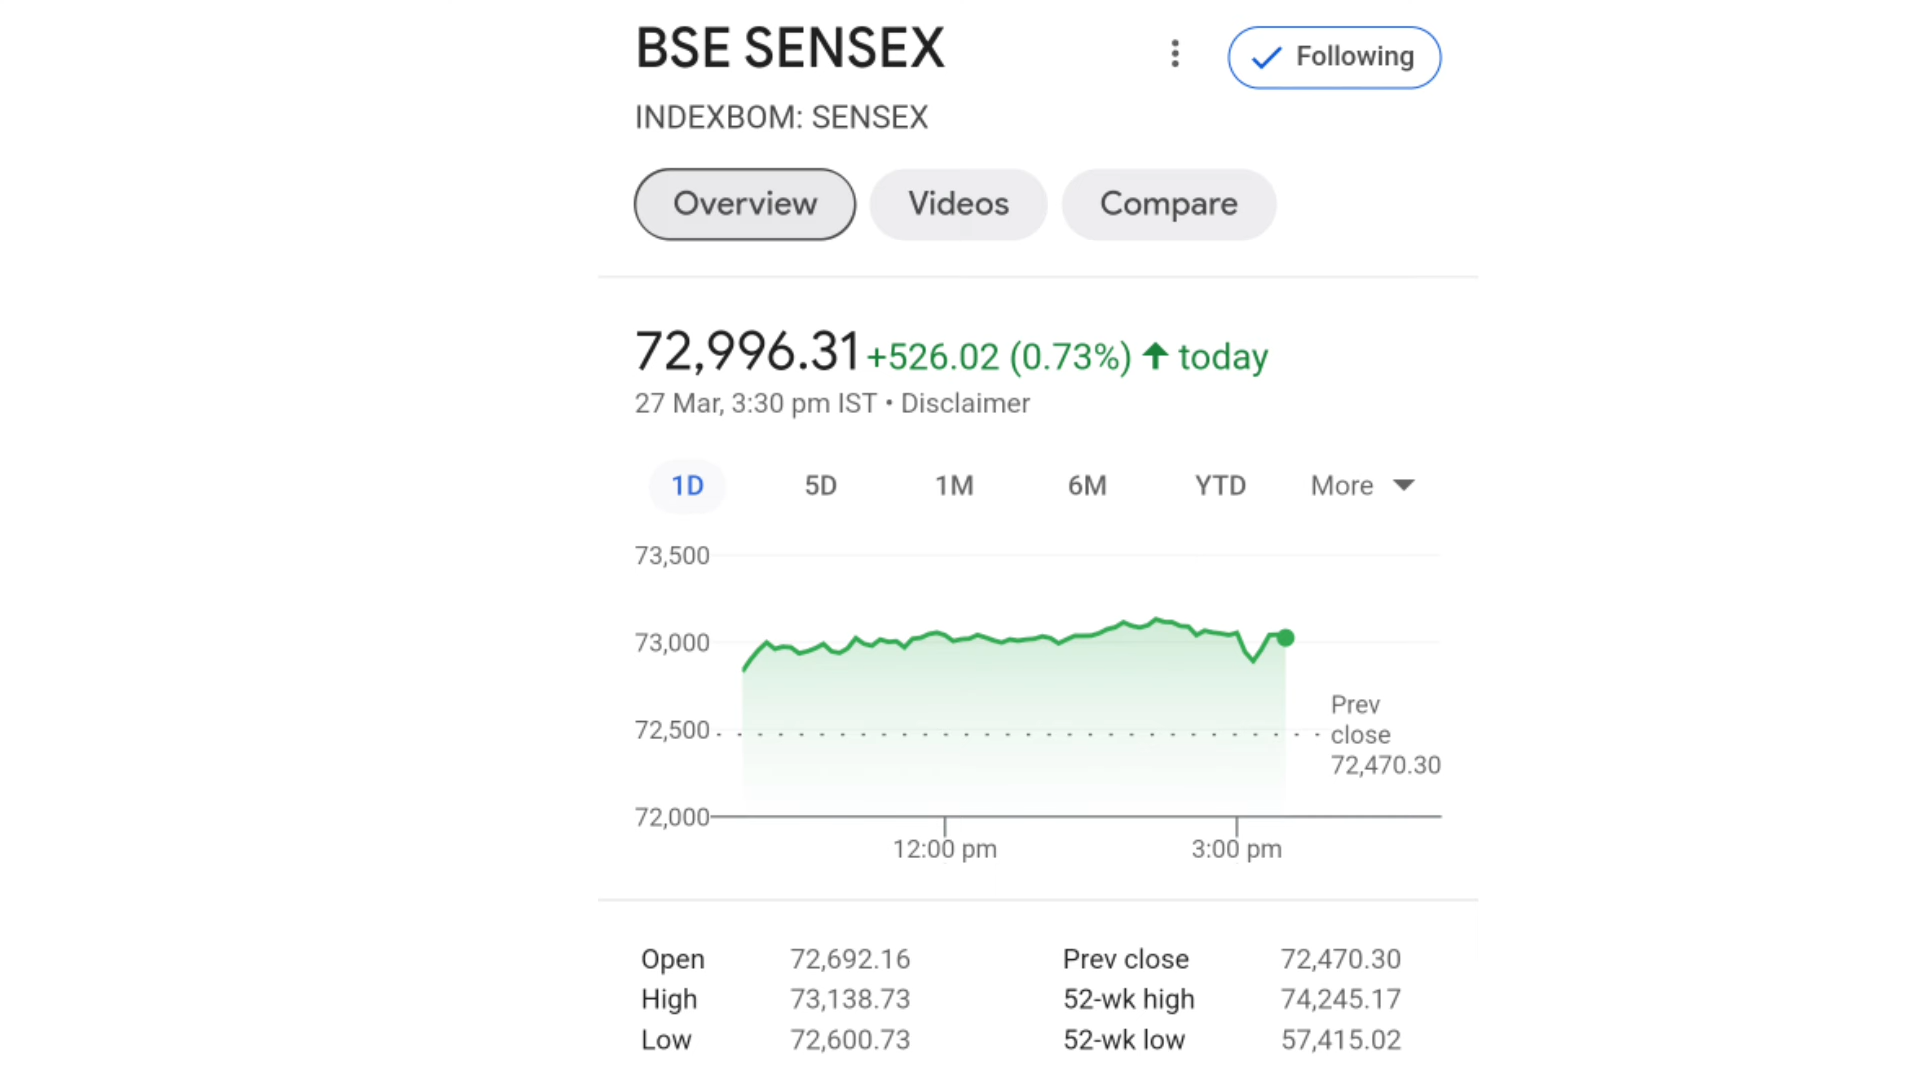 BSE SENSEX
Following
INDEXBOM: SENSEX
Overview Videos Compare
72,996.31 +526.02 (0.73%) ↑ today
27 Mar, 3:30 pm IST • Disclaimer
1D 5D 1M 6M YTD More
73,500
73,000
72,500
72,000
Prev
close
72,470.30
12:00 pm 3:00 pm
Open 72,692.16 Prev close 72,470.30
High 73,138.73 52-wk high 74,245.17
Low 72,600.73 52-wk low 57,415.02